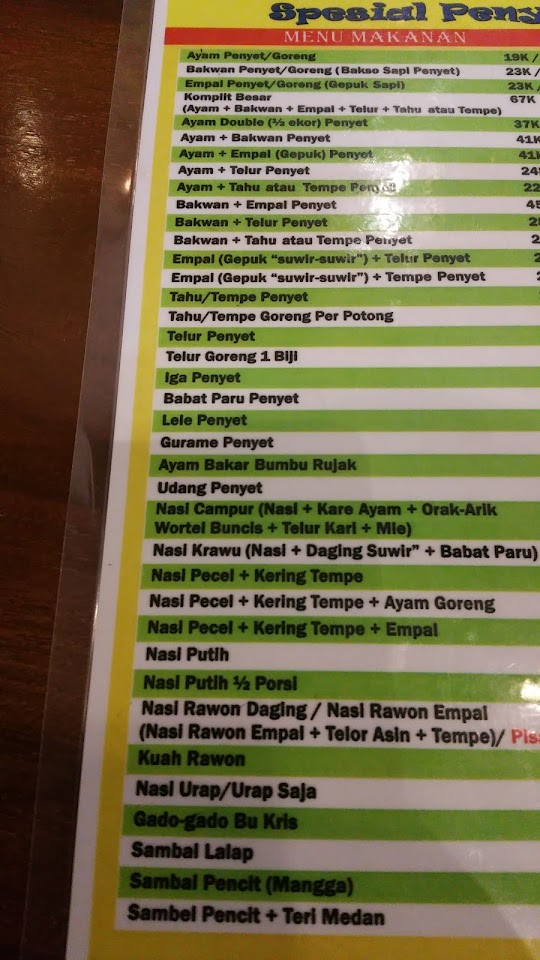 Spesial Peny
MENU MAKANAN
Ayam Penyet/Goreng 19K /
Bakwan Penyet/Goreng (Bakso Sapi Penyet) 23K /
Empal Penyet/Goreng (Gepuk Sapi) 23K /
Komplit Besar 67K
(Ayam + Bakwan + Empal + Telur + Tahu atau Tempe)
Ayam Double (½ ekor) Penyet 37K
Ayam + Bakwan Penyet 41K
Ayam + Empal (Gepuk) Penyet 41K
Ayam + Telur Penyet 24K
Ayam + Tahu atau Tempe Penyet 22
Bakwan + Empal Penyet 45
Bakwan + Telur Penyet 28
Bakwan + Tahu atau Tempe Penyet 2
Empal (Gepuk "suwir-suwir") + Telur Penyet 2
Empal (Gepuk "suwir-suwir") + Tempe Penyet
Tahu/Tempe Penyet
Tahu/Tempe Goreng Per Potong
Telur Penyet
Telur Goreng 1 Biji
Iga Penyet
Babat Paru Penyet
Lele Penyet
Gurame Penyet
Ayam Bakar Bumbu Rujak
Udang Penyet
Nasi Campur (Nasi + Kare Ayam + Orak-Arik
Wortel Buncis + Telur Kari + Mie)
Nasi Krawu (Nasi + Daging Suwir" + Babat Paru)
Nasi Pecel + Kering Tempe
Nasi Pecel + Kering Tempe + Ayam Goreng
Nasi Pecel + Kering Tempe + Empal
Nasi Putih
Nasi Putih ½ Porsi
Nasi Rawon Daging / Nasi Rawon Empal
(Nasi Rawon Empal + Telor Asin + Tempe)/ Pis
Kuah Rawon
Nasi Urap/Urap Saja
Gado-gado Bu Kris
Sambal Lalap
Sambal Pencit (Mangga)
Sambel Pencit + Teri Medan